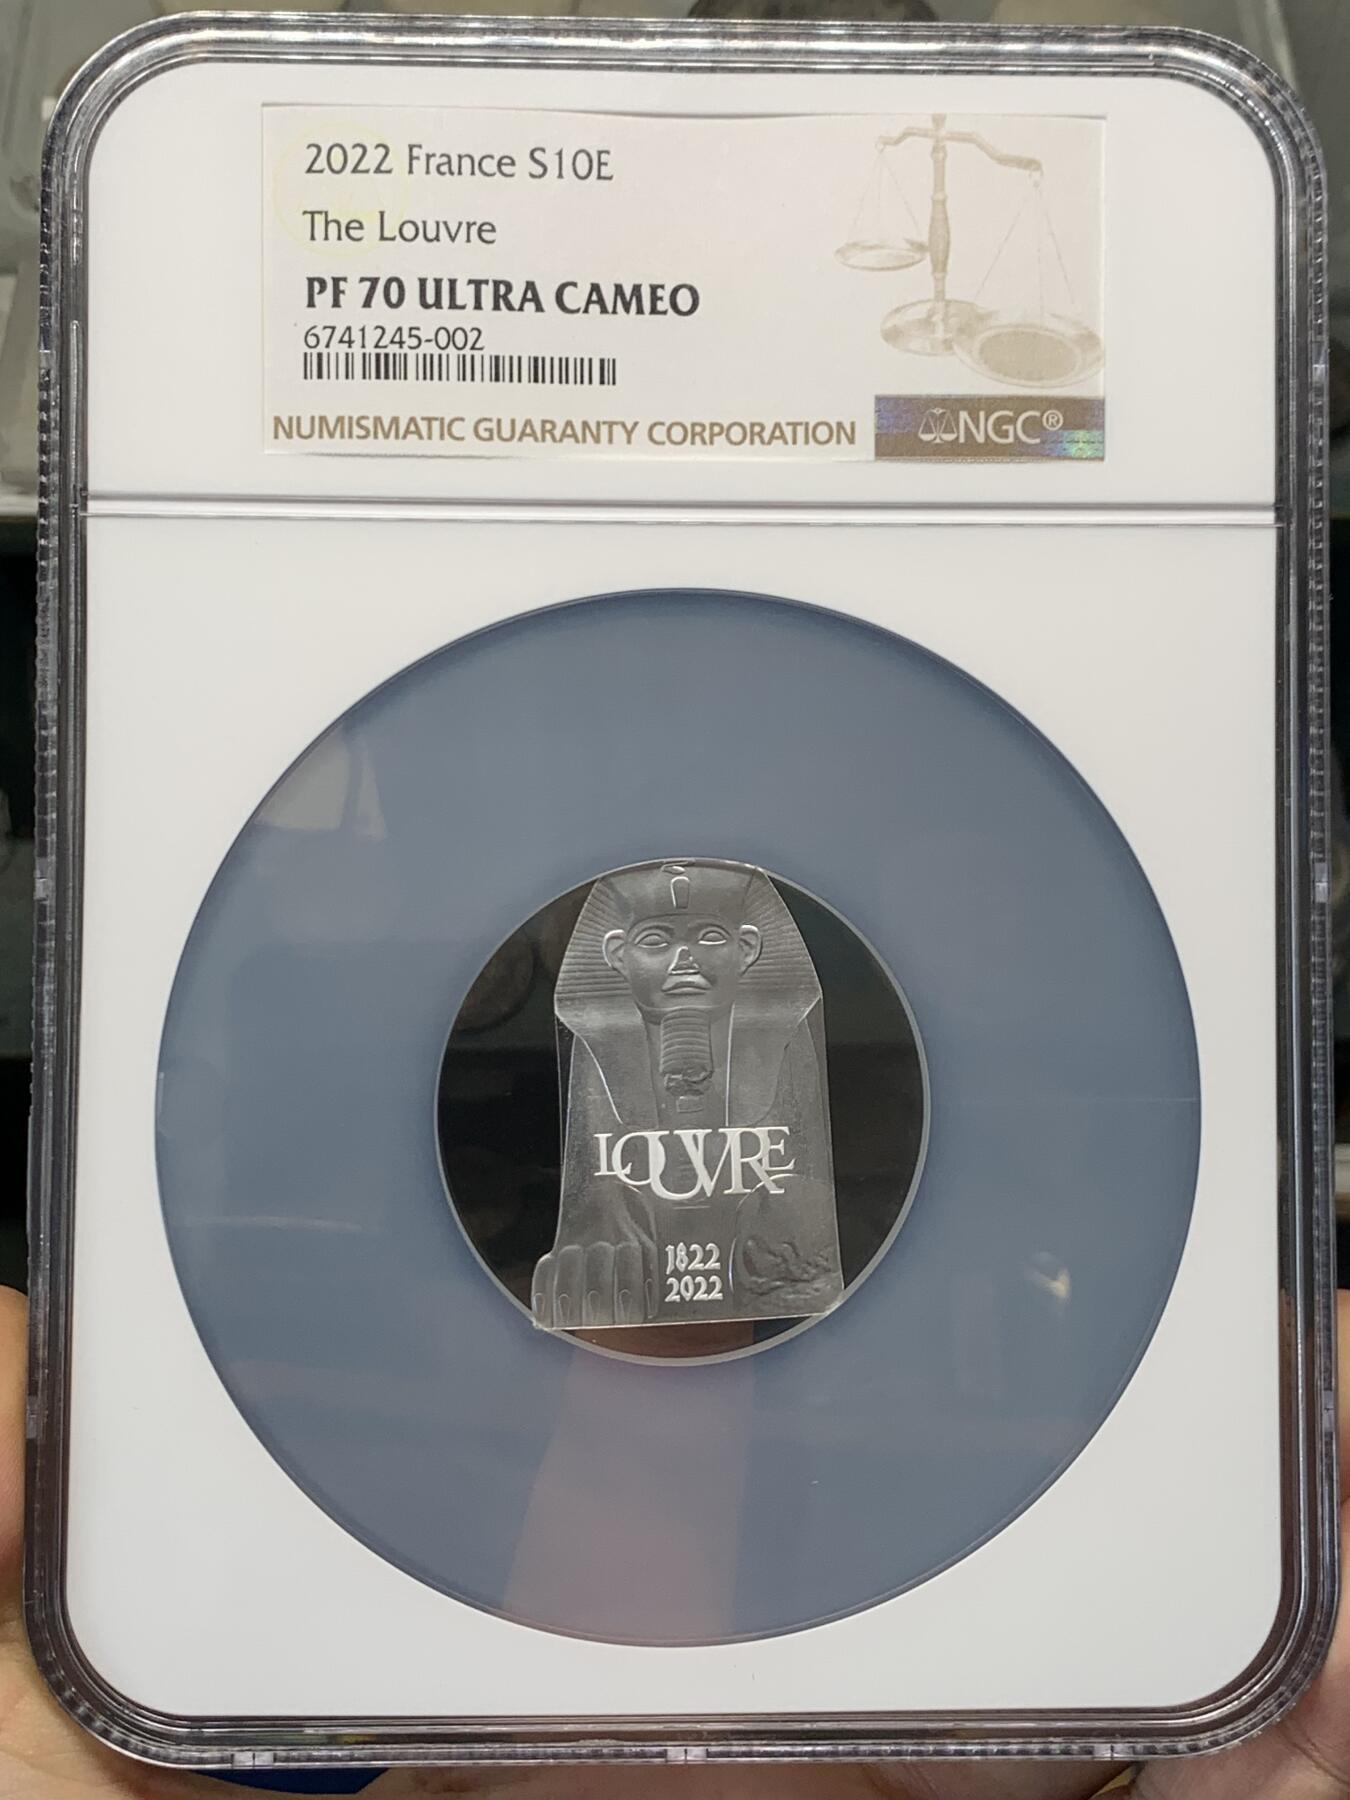 2022 France S10E
The Louvre
PF 70 ULTRA CAMEO
6741245-002
NUMISMATIC GUARANTY CORPORATION
NGC®
LOUVRE
1822
2022